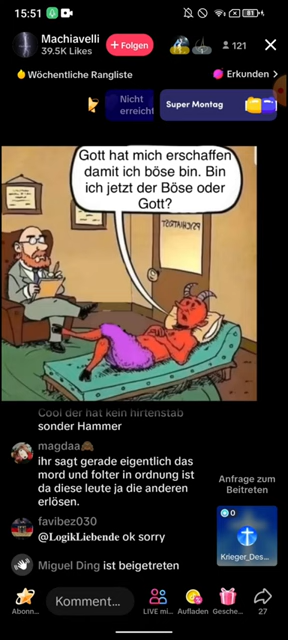 15:51
81
Machiavelli
39.5K Likes
+ Folgen
121
Wöchentliche Rangliste
Erkunden >
Nicht
erreicht
Super Montag
Gott hat mich erschaffen
damit ich böse bin. Bin
ich jetzt der Böse oder
Gott?
PSYCHIATRIST
Cool der hat kein hirtenstab
sonder Hammer
magdaa🙈
ihr sagt gerade eigentlich das
mord und folter in ordnung ist
da diese leute ja die anderen
erlösen.
Anfrage zum
Beitreten
favibez030
@𝐋𝐨𝐠𝐢𝐤𝐋𝐢𝐞𝐛𝐞𝐧𝐝𝐞 ok sorry
0
Krieger_Des...
Miguel Ding ist beigetreten
Abonn...
Komment...
LIVE mi...
Aufladen
Gesche...
27